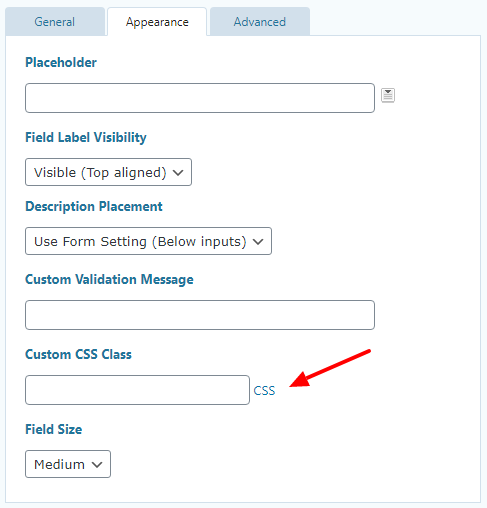 General Appearance Advanced
Placeholder
Field Label Visibility
Visible (Top aligned)
Description Placement
Use Form Setting (Below inputs)
Custom Validation Message
Custom CSS Class
CSS
Field Size
Medium